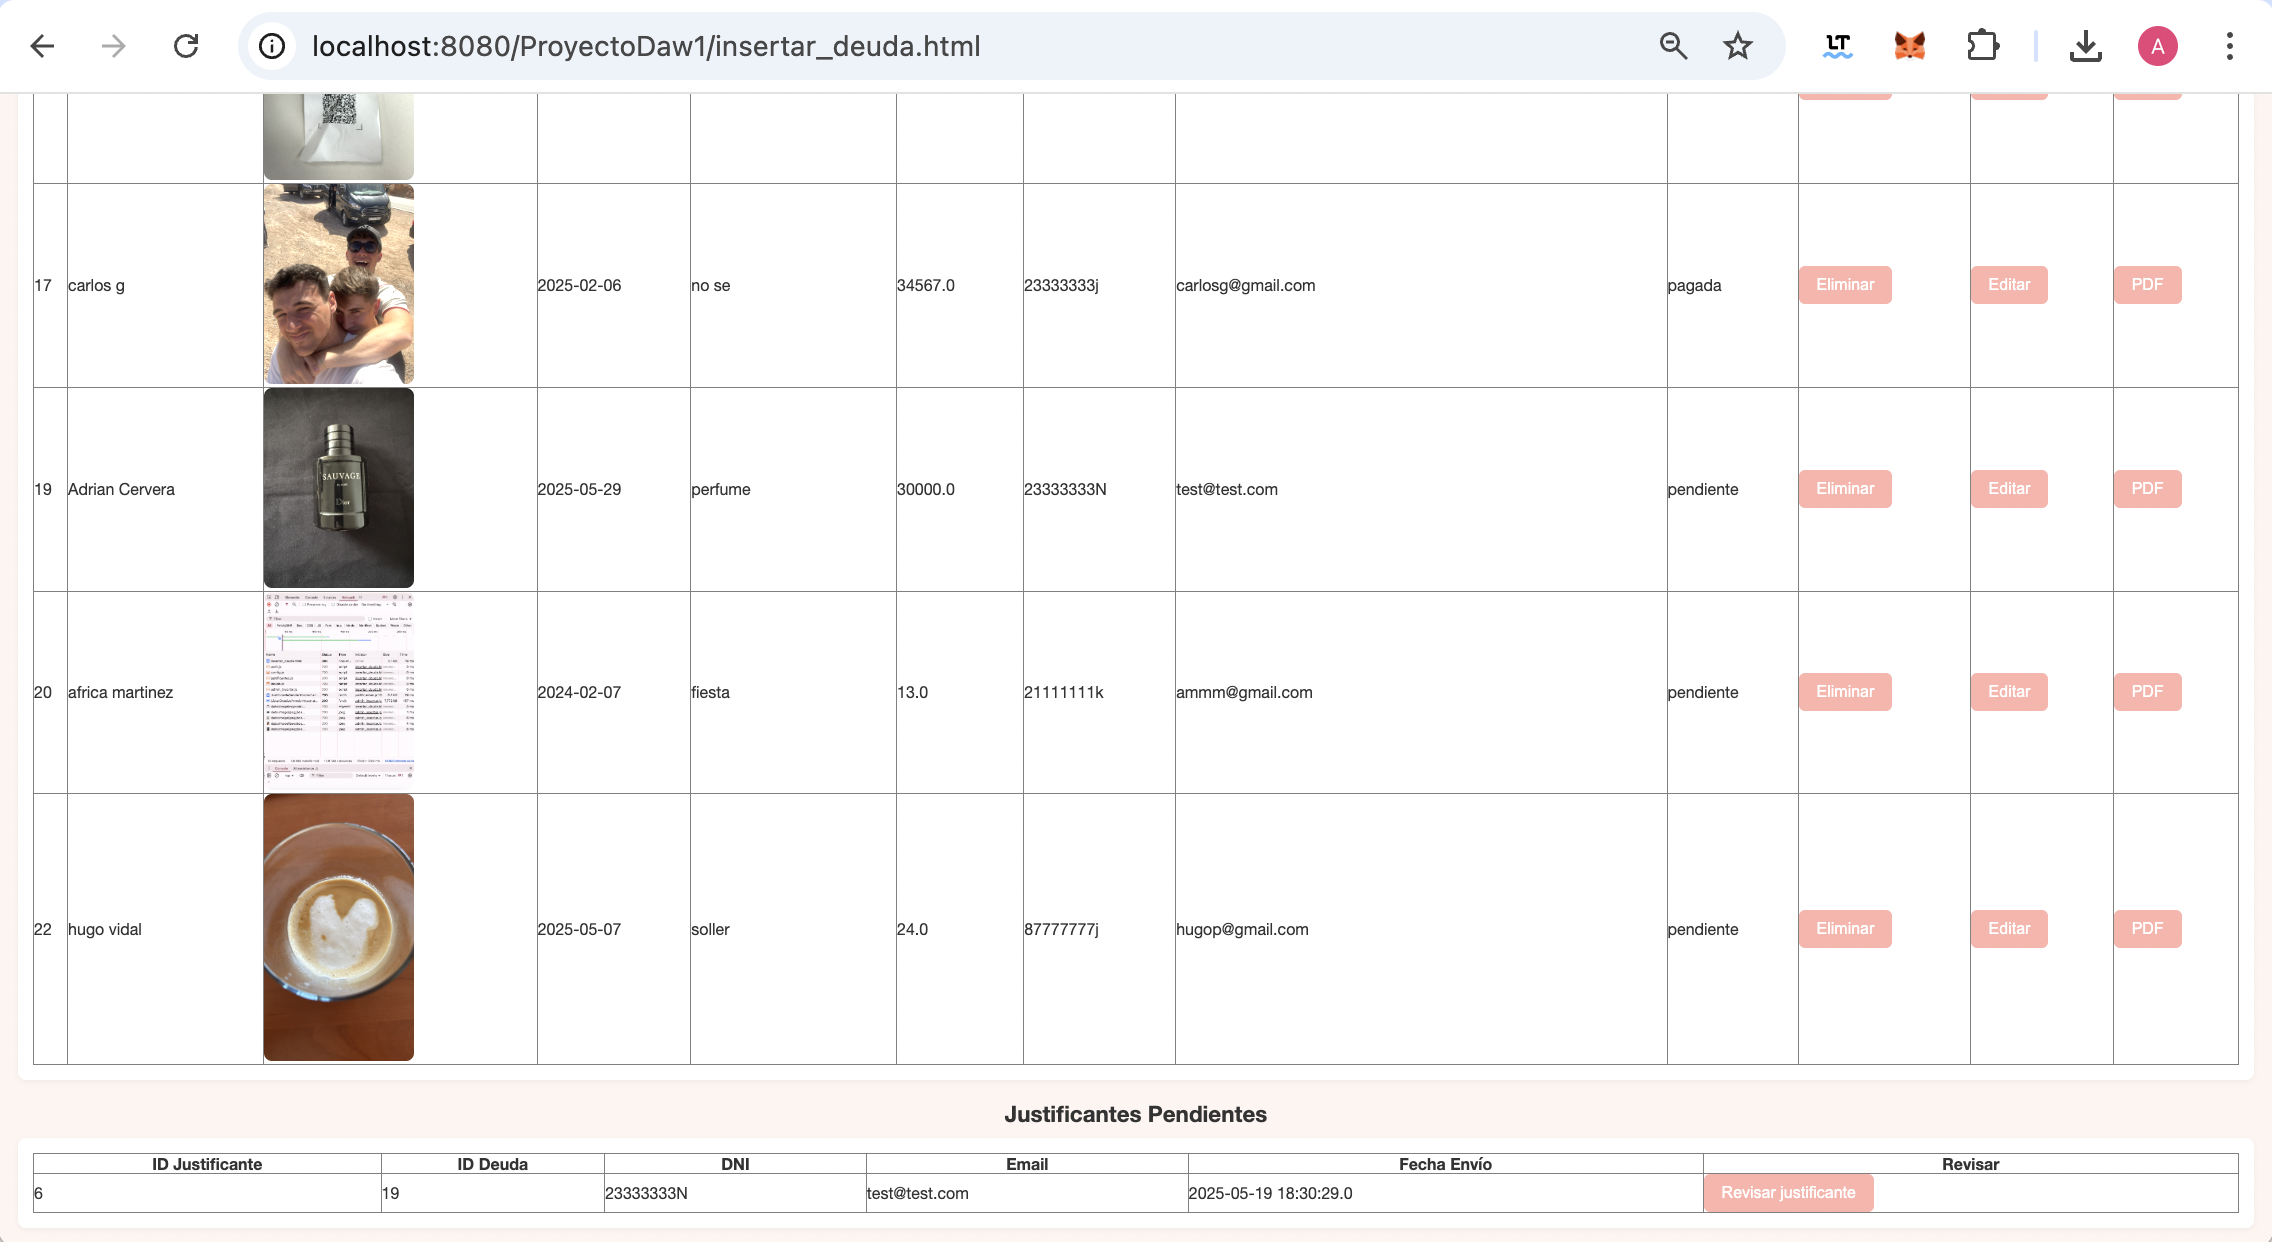 localhost:8080/ProyectoDaw1/insertar_deuda.html
LT
A
17 carlos g 2025-02-06 no se 34567.0 23333333j carlosg@gmail.com pagada Eliminar Editar PDF
19 Adrian Cervera SAUVAGE Dior 2025-05-29 perfume 30000.0 23333333N test@test.com pendiente Eliminar Editar PDF
20 africa martinez 2024-02-07 fiesta 13.0 21111111k ammm@gmail.com pendiente Eliminar Editar PDF
22 hugo vidal 2025-05-07 soller 24.0 87777777j hugop@gmail.com pendiente Eliminar Editar PDF
Justificantes Pendientes
ID Justificante ID Deuda DNI Email Fecha Envío Revisar
6 19 23333333N test@test.com 2025-05-19 18:30:29.0 Revisar justificante